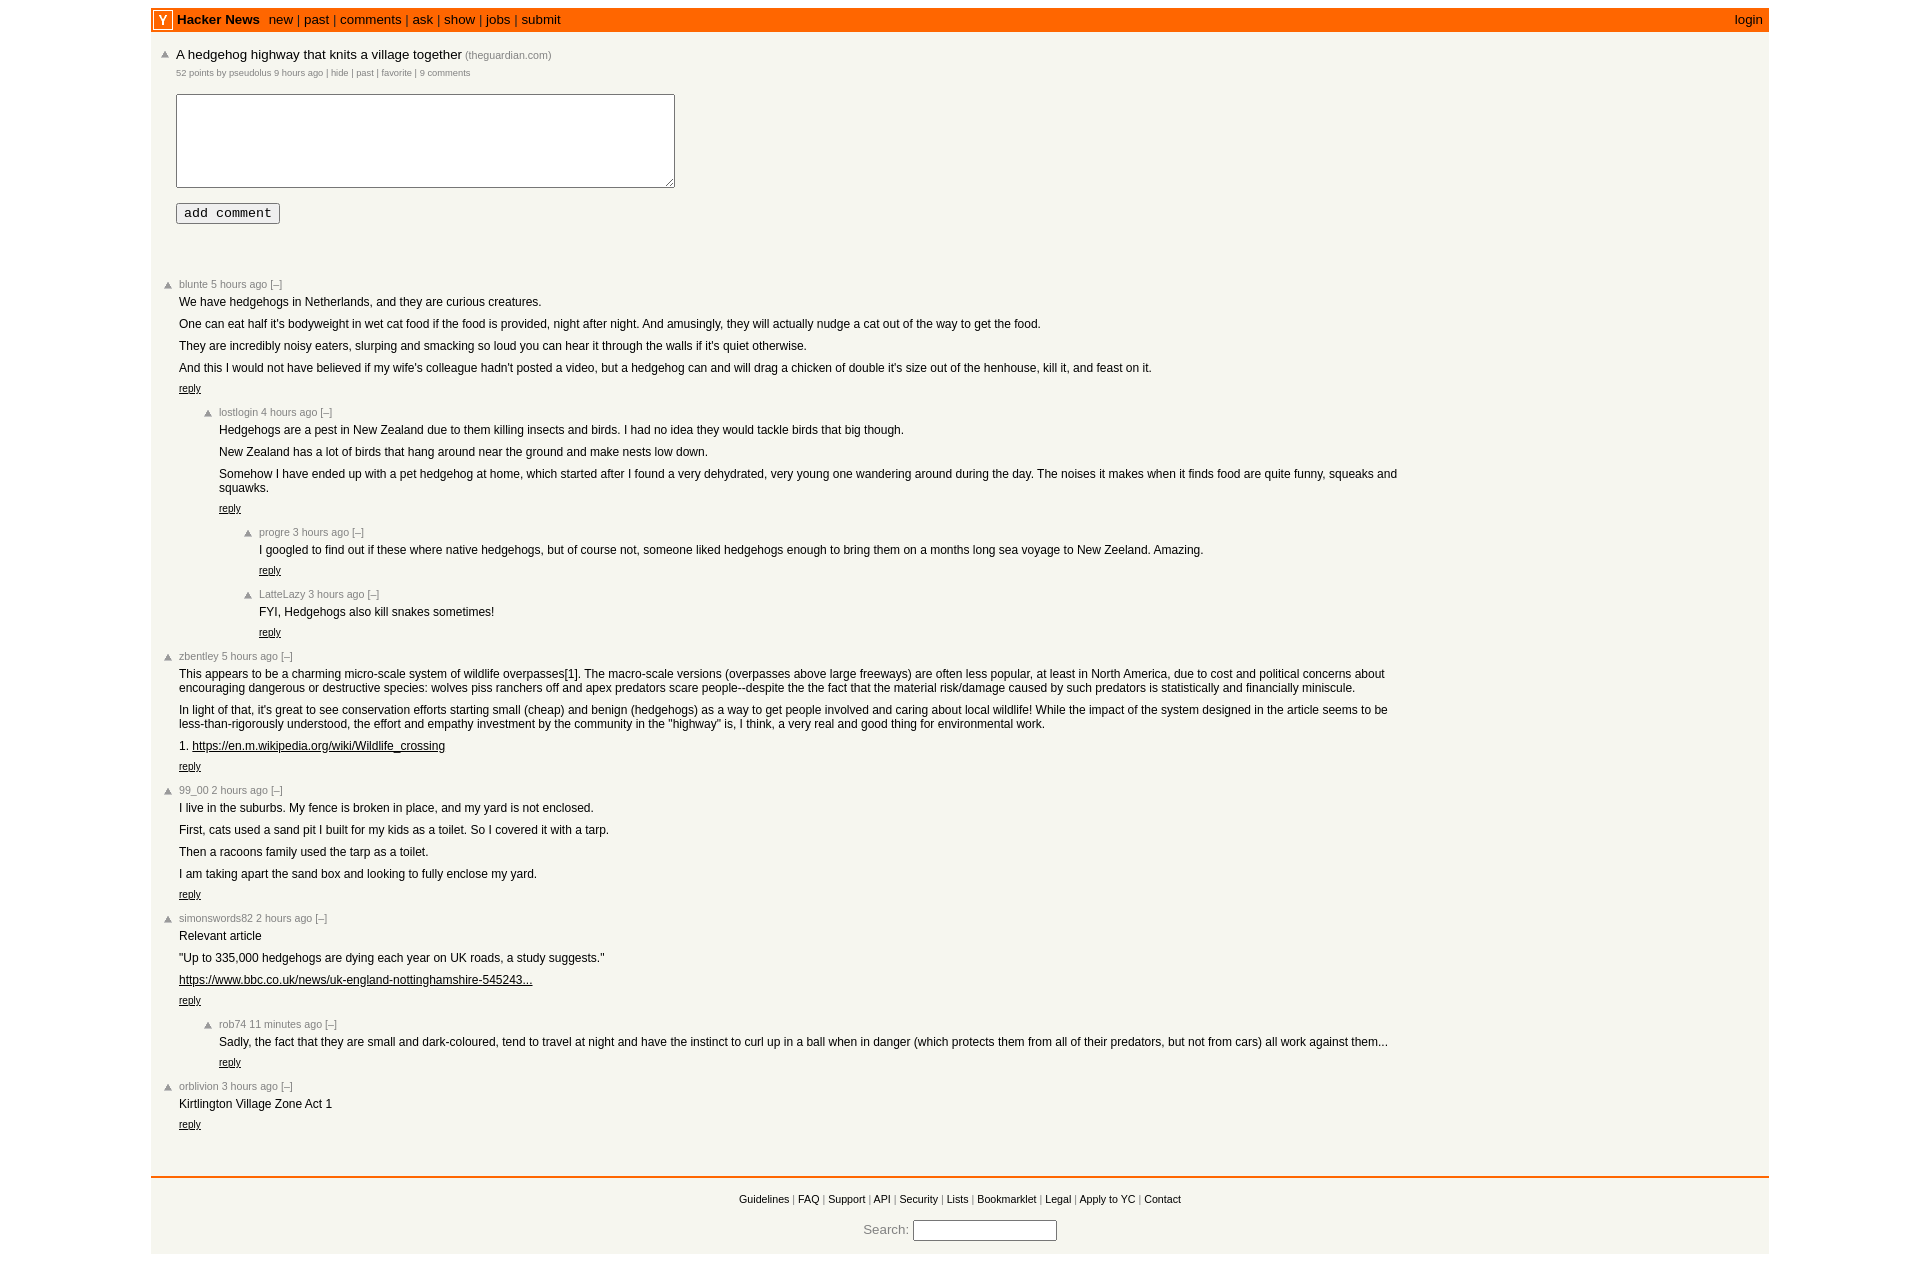 Y Hacker News new | past | comments | ask | show | jobs | submit login
A hedgehog highway that knits a village together (theguardian.com)
52 points by pseudolus 9 hours ago | hide | past | favorite | 9 comments
add comment
blunte 5 hours ago [–]
We have hedgehogs in Netherlands, and they are curious creatures.
One can eat half it's bodyweight in wet cat food if the food is provided, night after night. And amusingly, they will actually nudge a cat out of the way to get the food.
They are incredibly noisy eaters, slurping and smacking so loud you can hear it through the walls if it's quiet otherwise.
And this I would not have believed if my wife's colleague hadn't posted a video, but a hedgehog can and will drag a chicken of double it's size out of the henhouse, kill it, and feast on it.
reply
lostlogin 4 hours ago [–]
Hedgehogs are a pest in New Zealand due to them killing insects and birds. I had no idea they would tackle birds that big though.
New Zealand has a lot of birds that hang around near the ground and make nests low down.
Somehow I have ended up with a pet hedgehog at home, which started after I found a very dehydrated, very young one wandering around during the day. The noises it makes when it finds food are quite funny, squeaks and
squawks.
reply
progre 3 hours ago [–]
I googled to find out if these where native hedgehogs, but of course not, someone liked hedgehogs enough to bring them on a months long sea voyage to New Zeeland. Amazing.
reply
LatteLazy 3 hours ago [–]
FYI, Hedgehogs also kill snakes sometimes!
reply
zbentley 5 hours ago [–]
This appears to be a charming micro-scale system of wildlife overpasses[1]. The macro-scale versions (overpasses above large freeways) are often less popular, at least in North America, due to cost and political concerns about
encouraging dangerous or destructive species: wolves piss ranchers off and apex predators scare people--despite the the fact that the material risk/damage caused by such predators is statistically and financially miniscule.
In light of that, it's great to see conservation efforts starting small (cheap) and benign (hedgehogs) as a way to get people involved and caring about local wildlife! While the impact of the system designed in the article seems to be
less-than-rigorously understood, the effort and empathy investment by the community in the "highway" is, I think, a very real and good thing for environmental work.
1. https://en.m.wikipedia.org/wiki/Wildlife_crossing
reply
99_00 2 hours ago [–]
I live in the suburbs. My fence is broken in place, and my yard is not enclosed.
First, cats used a sand pit I built for my kids as a toilet. So I covered it with a tarp.
Then a racoons family used the tarp as a toilet.
I am taking apart the sand box and looking to fully enclose my yard.
reply
simonswords82 2 hours ago [–]
Relevant article
"Up to 335,000 hedgehogs are dying each year on UK roads, a study suggests."
https://www.bbc.co.uk/news/uk-england-nottinghamshire-545243...
reply
rob74 11 minutes ago [–]
Sadly, the fact that they are small and dark-coloured, tend to travel at night and have the instinct to curl up in a ball when in danger (which protects them from all of their predators, but not from cars) all work against them...
reply
orblivion 3 hours ago [–]
Kirtlington Village Zone Act 1
reply
Guidelines | FAQ | Support | API | Security | Lists | Bookmarklet | Legal | Apply to YC | Contact
Search: